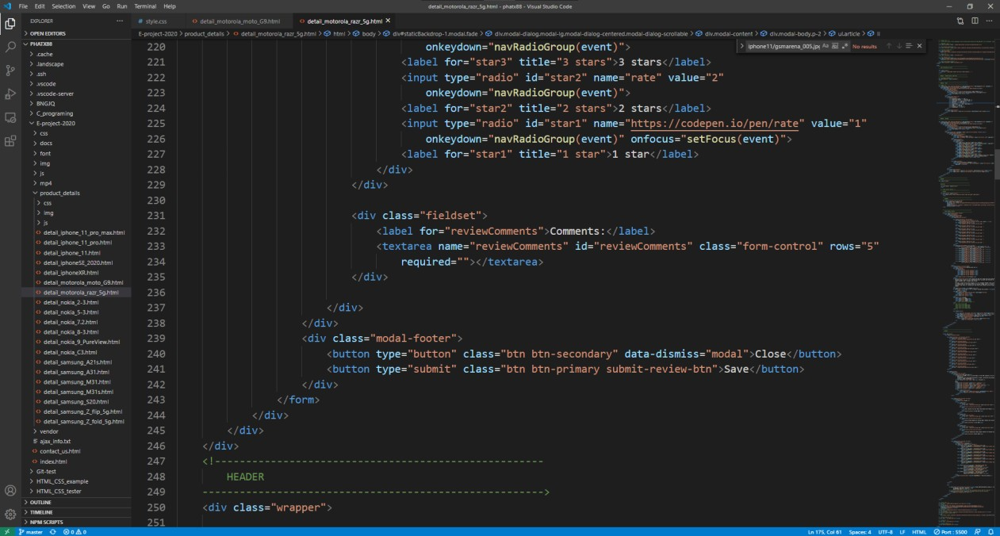 File Edit Selection View Go Run Terminal Help
detail_motorola_razr_5g.html - phatx88 - Visual Studio Code
EXPLORER
OPEN EDITORS
PHATX88
.cache
.landscape
.ssh
.vscode
.vscode-server
BNGJQ
C_programing
E-project-2020
css
docs
font
img
js
mp4
product_details
css
img
js
detail_iphone_11_pro_max.html
detail_iphone_11_pro.html
detail_iphone_11.html
detail_iphoneSE_2020.html
detail_iphoneXR.html
detail_motorola_moto_G9.html
detail_motorola_razr_5g.html
detail_nokia_2-3.html
detail_nokia_5-3.html
detail_nokia_7.2.html
detail_nokia_8-3.html
detail_nokia_9_PureView.html
detail_nokia_C3.html
detail_samsung_A21s.html
detail_samsung_A31.html
detail_samsung_M31.html
detail_samsung_M31s.html
detail_samsung_S20.html
detail_samsung_Z_flip_5g.html
detail_samsung_Z_fold_5g.html
vendor
ajax_info.txt
contact_us.html
index.html
Git-test
HTML_CSS_example
HTML_CSS_tester
OUTLINE
TIMELINE
NPM SCRIPTS
# style.css
detail_motorola_moto_G9.html
detail_motorola_razr_5g.html
E-project-2020 > product_details > detail_motorola_razr_5g.html > html > body > div#staticBackdrop-1.modal.fade > div.modal-dialog.modal-lg.modal-dialog-centered.modal-dialog-scrollable > div.modal-content > div.modal-body.p-2 > ul.article > li
iphone11/gsmarena_005.jpg No results
220 onkeydown="navRadioGroup(event)">
221 <label for="star3" title="3 stars">3 stars</label>
222 <input type="radio" id="star2" name="rate" value="2"
223 onkeydown="navRadioGroup(event)">
224 <label for="star2" title="2 stars">2 stars</label>
225 <input type="radio" id="star1" name="https://codepen.io/pen/rate" value="1"
226 onkeydown="navRadioGroup(event)" onfocus="setFocus(event)">
227 <label for="star1" title="1 star">1 star</label>
228 </div>
229 </div>
230
231 <div class="fieldset">
232 <label for="reviewComments">Comments:</label>
233 <textarea name="reviewComments" id="reviewComments" class="form-control" rows="5"
234 required=""></textarea>
235 </div>
236
237 </div>
238 </div>
239 <div class="modal-footer">
240 <button type="button" class="btn btn-secondary" data-dismiss="modal">Close</button>
241 <button type="submit" class="btn btn-primary submit-review-btn">Save</button>
242 </div>
243 </form>
244 </div>
245 </div>
246 </div>
247 <!-----------------------------------------------------
248 HEADER
249 ------------------------------------------------------->
250 <div class="wrapper">
251
master 0 0 Ln 175, Col 61 Spaces: 4 UTF-8 LF HTML Port : 5500